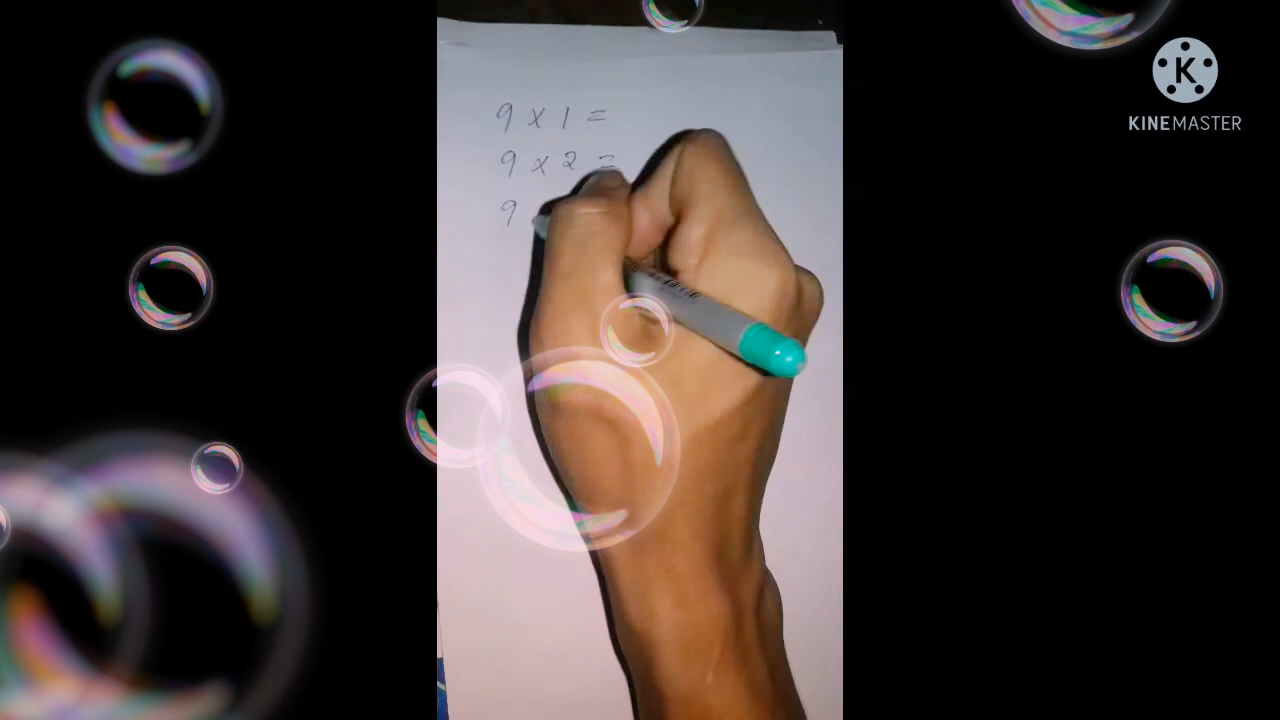 9 x 1 =
9 x 2 =
9
KINEMASTER